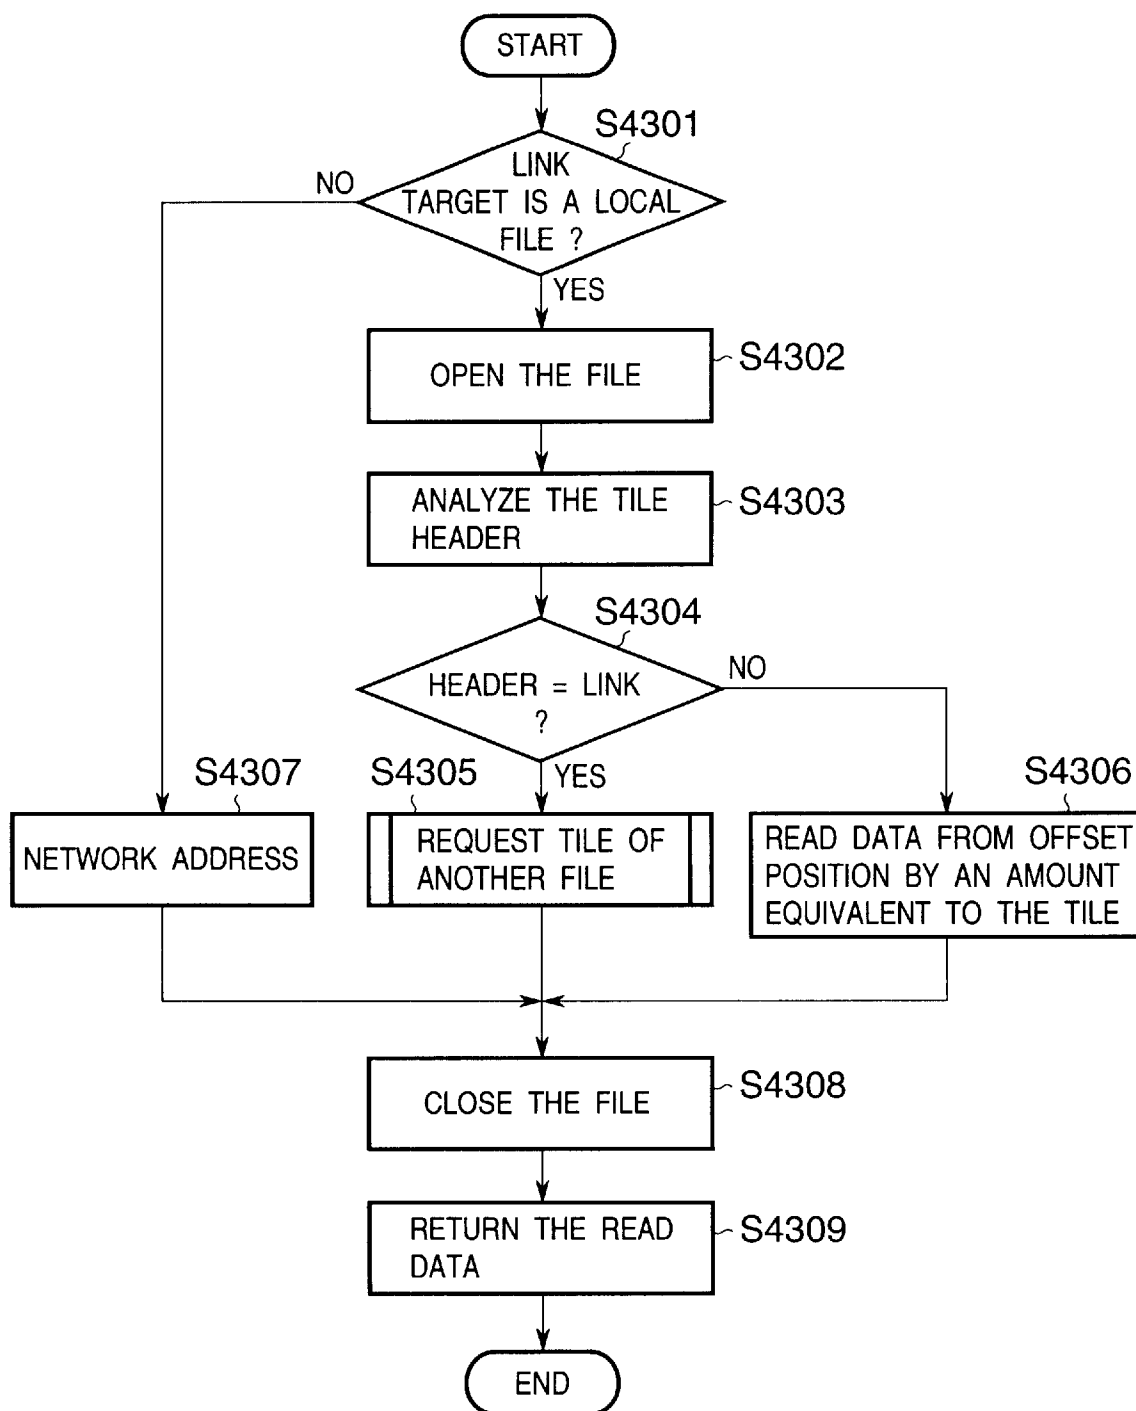 START
S4301
LINK
TARGET IS A LOCAL
FILE ?
NO
YES
OPEN THE FILE
S4302
ANALYZE THE TILE
HEADER
S4303
S4304
HEADER = LINK
?
NO
YES
S4307
NETWORK ADDRESS
S4305
REQUEST TILE OF
ANOTHER FILE
S4306
READ DATA FROM OFFSET
POSITION BY AN AMOUNT
EQUIVALENT TO THE TILE
CLOSE THE FILE
S4308
RETURN THE READ
DATA
S4309
END